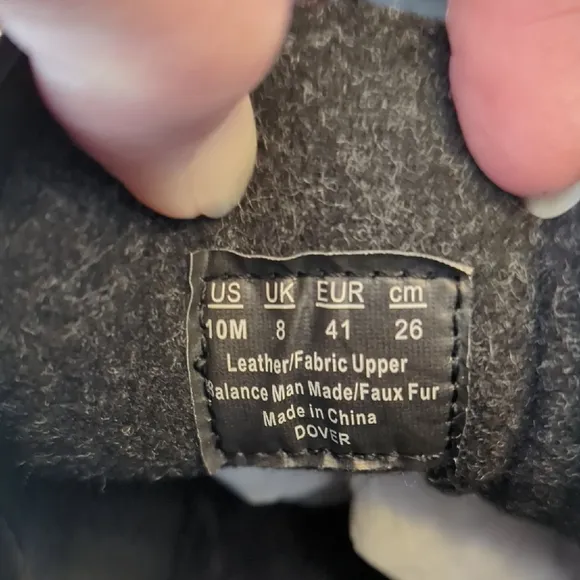 US UK EUR cm
10M 8 41 26
Leather/Fabric Upper
Balance Man Made/Faux Fur
Made in China
DOVER